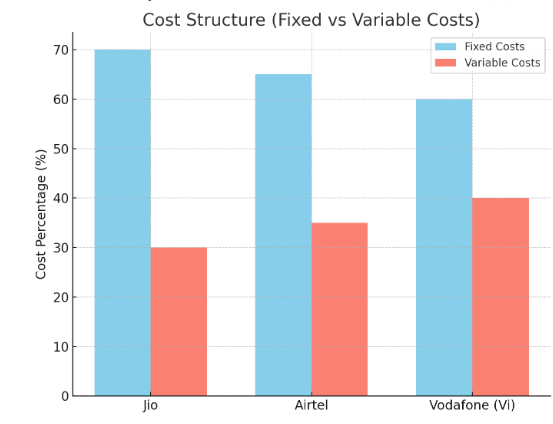 Cost Structure (Fixed vs Variable Costs)
Fixed Costs
Variable Costs
Cost Percentage (%)
70
60
50
40
30
20
10
0
Jio Airtel Vodafone (Vi)